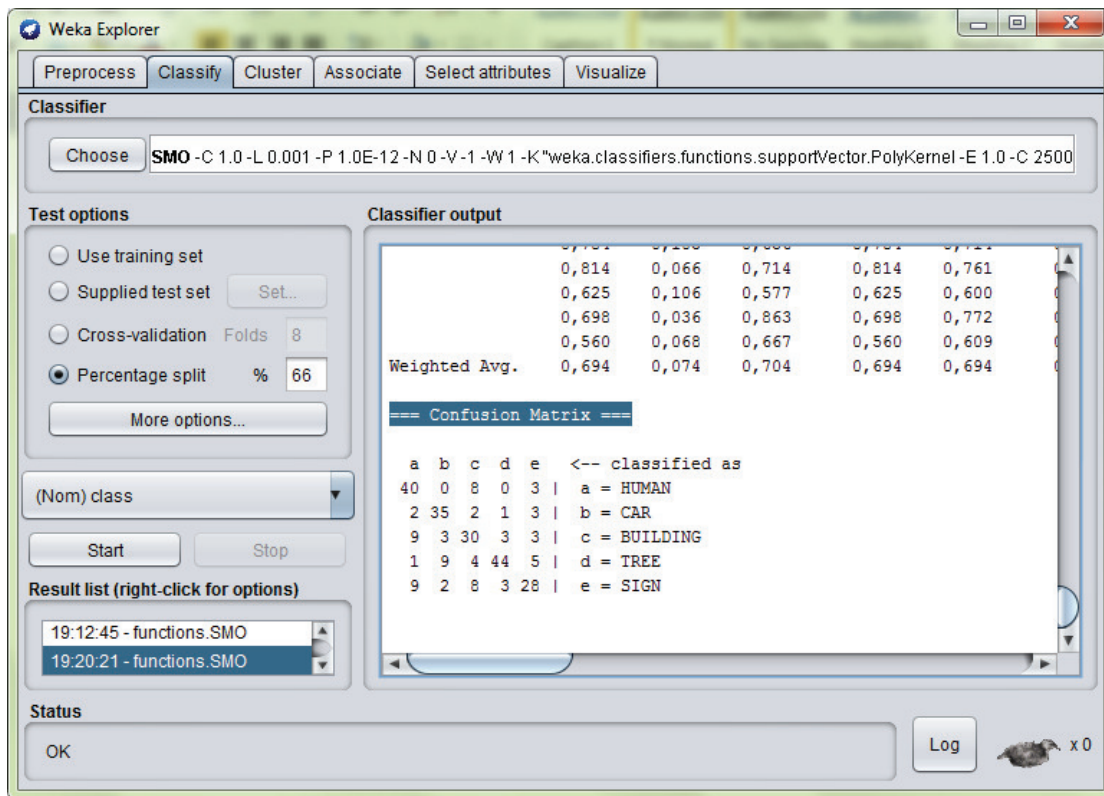 Weka Explorer
Preprocess Classify Cluster Associate Select attributes Visualize
Classifier
Choose SMO -C 1.0 -L 0.001 -P 1.0E-12 -N 0 -V -1 -W 1 -K "weka.classifiers.functions.supportVector.PolyKernel -E 1.0 -C 2500
Test options
Use training set
Supplied test set Set...
Cross-validation Folds 8
Percentage split % 66
More options...
(Nom) class
Start Stop
Result list (right-click for options)
19:12:45 - functions.SMO
19:20:21 - functions.SMO
Classifier output
0,814 0,066 0,714 0,814 0,761
0,625 0,106 0,577 0,625 0,600
0,698 0,036 0,863 0,698 0,772
0,560 0,068 0,667 0,560 0,609
Weighted Avg. 0,694 0,074 0,704 0,694 0,694
=== Confusion Matrix ===
a b c d e <-- classified as
40 0 8 0 3 | a = HUMAN
2 35 2 1 3 | b = CAR
9 3 30 3 3 | c = BUILDING
1 9 4 44 5 | d = TREE
9 2 8 3 28 | e = SIGN
Status
OK
Log x 0